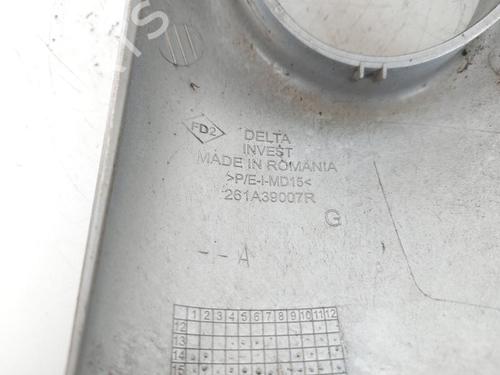 FD2
DELTA
INVEST
MADE IN ROMANIA
>P/E-I-MD15<
261A39007R
G
--A
1 2 3 4 5 6 7 8 9 10 11 12
12
13
14
15